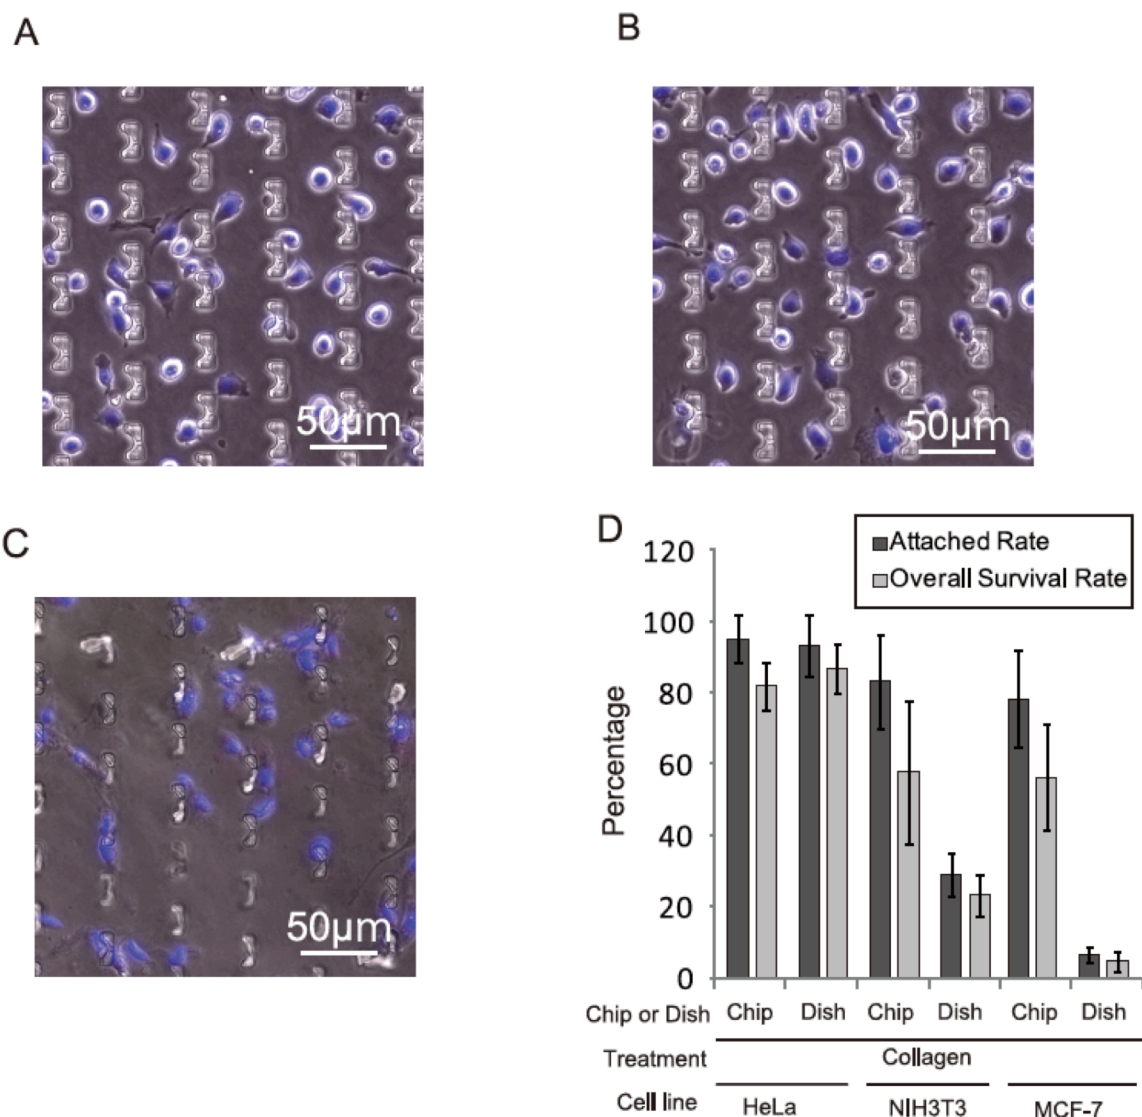 A
B
50µm
50µm
C
50µm
D
Attached Rate
Overall Survival Rate
120
100
80
60
40
20
0
Percentage
Chip or Dish Chip Dish Chip Dish Chip Dish
Treatment Collagen
Cell line HeLa NIH3T3 MCF-7